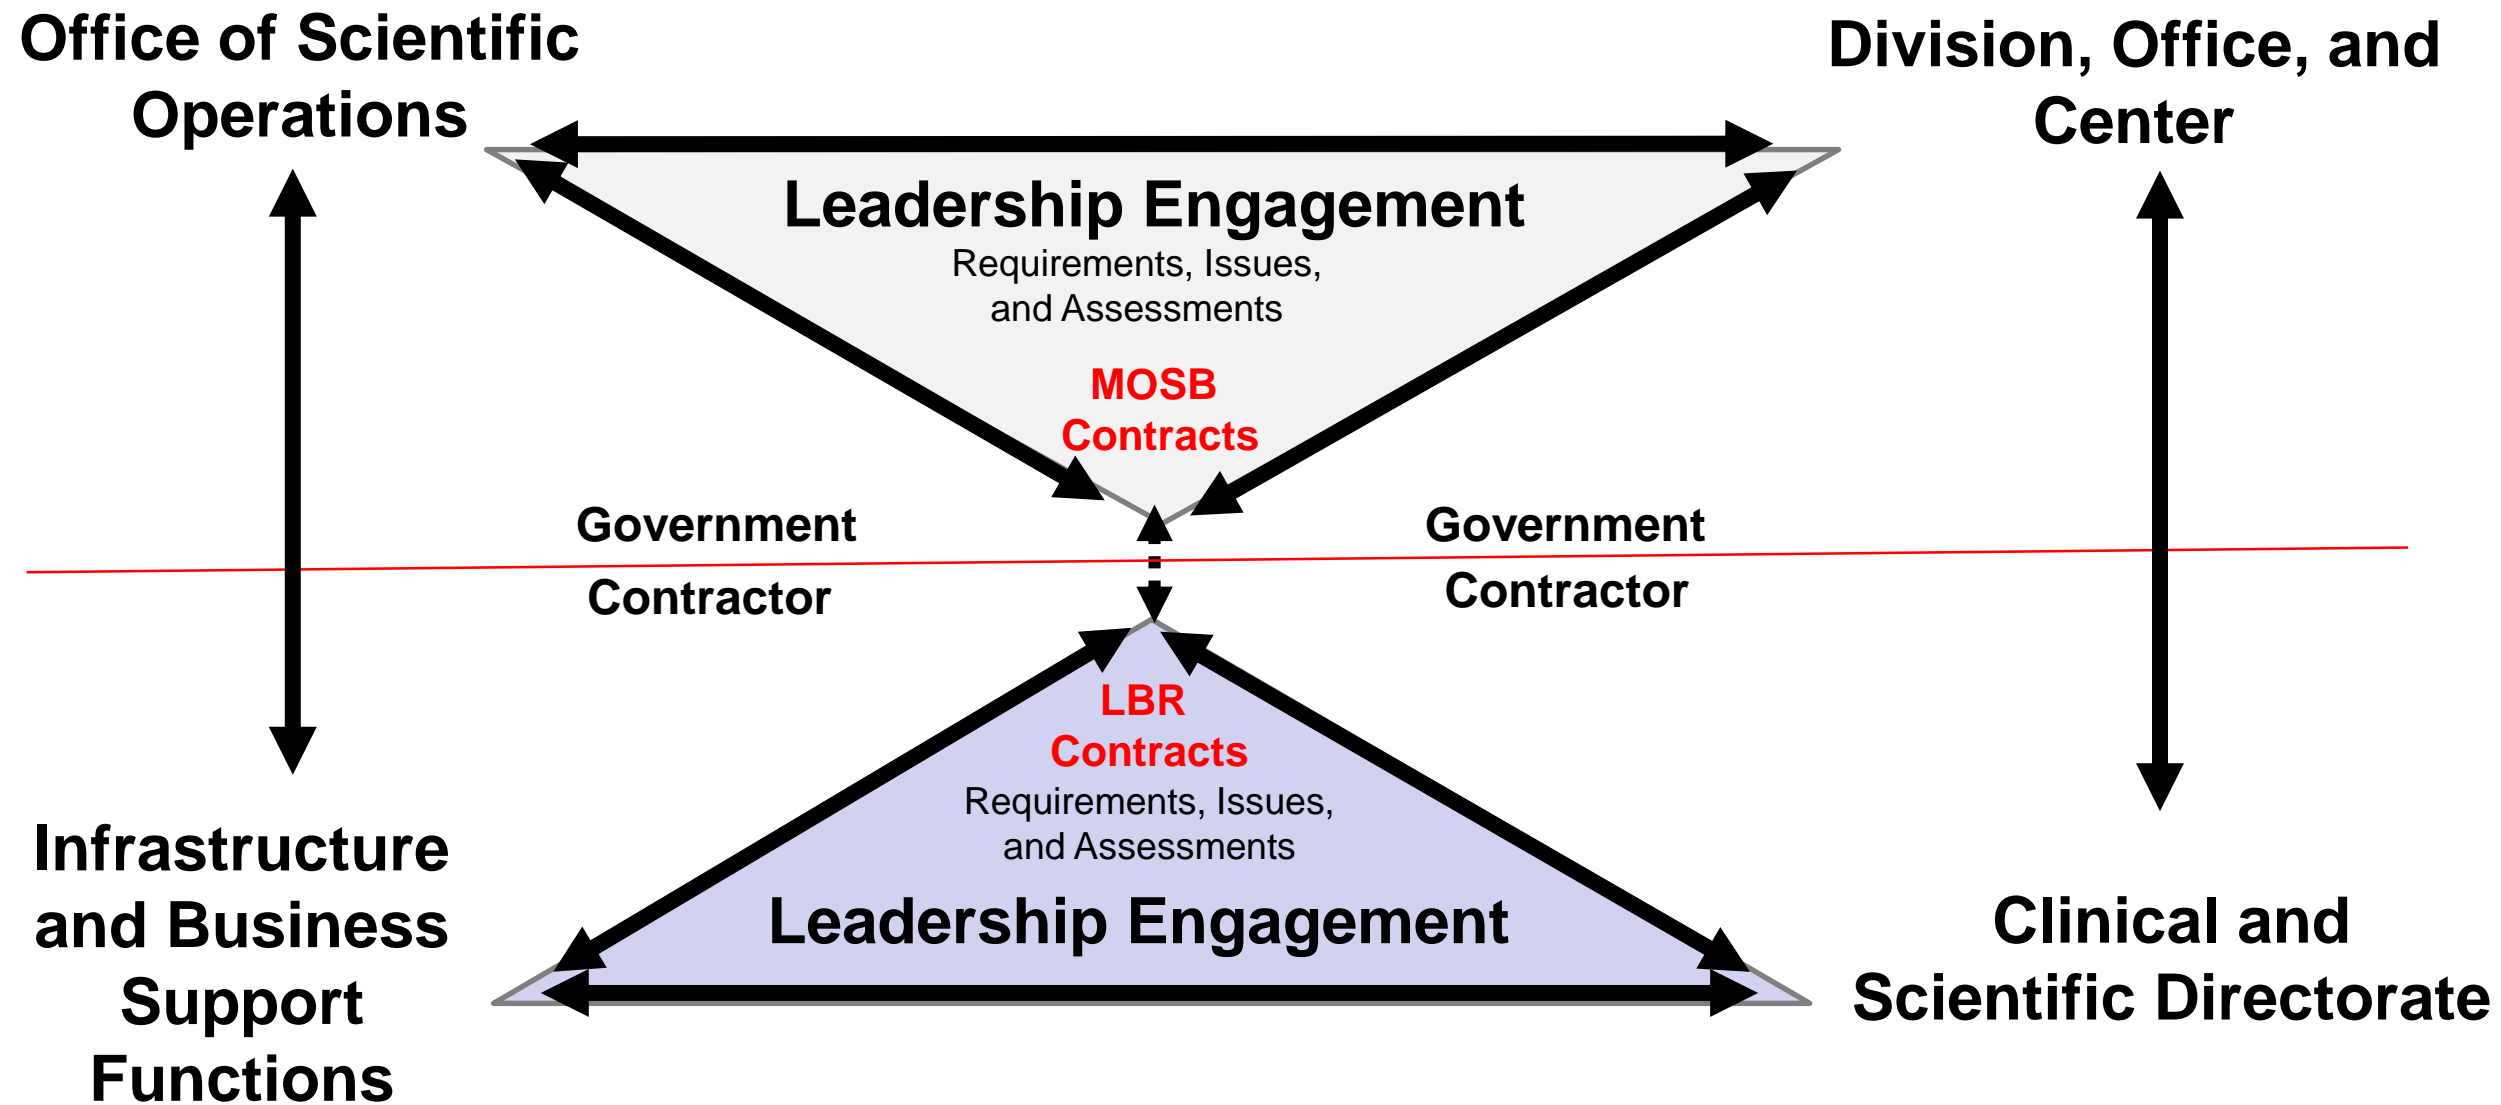 Office of Scientific
Operations
Division, Office, and
Center
Leadership Engagement
Requirements, Issues,
and Assessments
MOSB
Contracts
Government
Contractor
Government
Contractor
LBR
Contracts
Requirements, Issues,
and Assessments
Leadership Engagement
Infrastructure
and Business
Support
Functions
Clinical and
Scientific Directorate